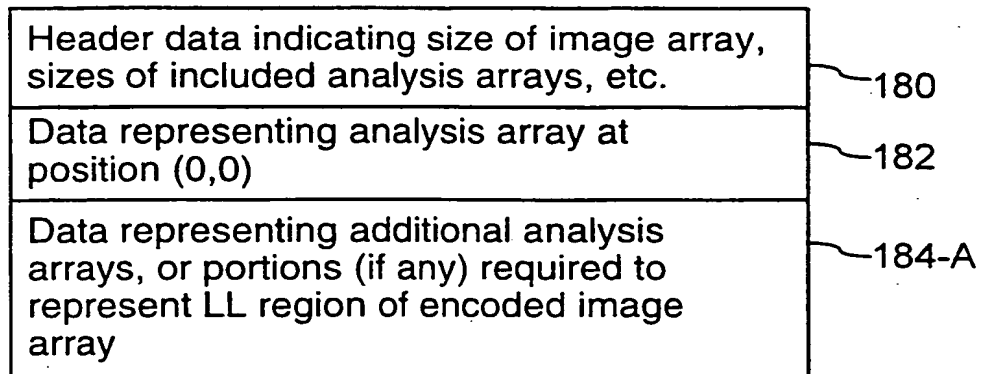 Header data indicating size of image array,
sizes of included analysis arrays, etc.
180
Data representing analysis array at
position (0,0)
182
Data representing additional analysis
arrays, or portions (if any) required to
represent LL region of encoded image
array
184-A